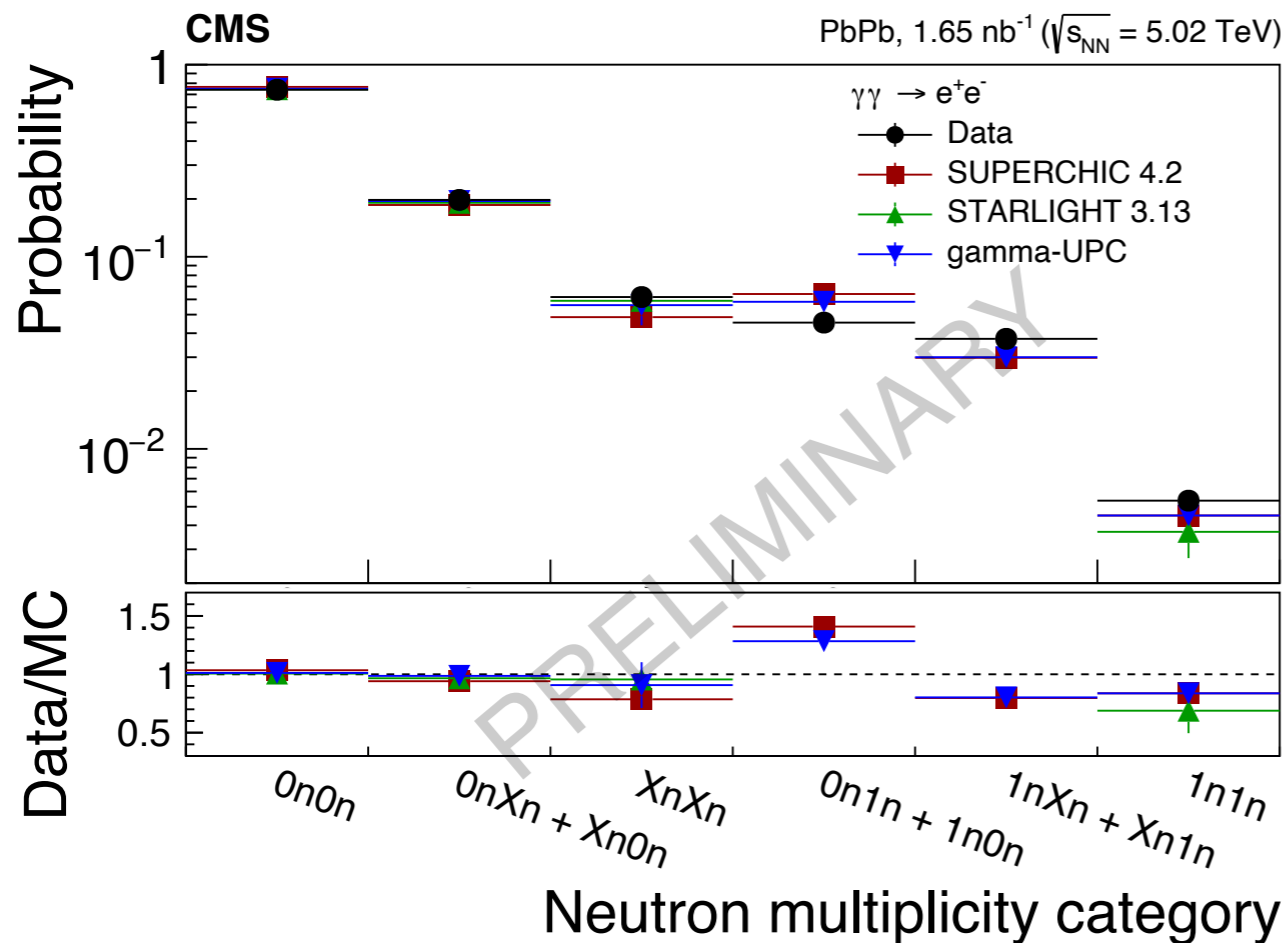 CMS
PbPb, 1.65 nb⁻¹ (√s_NN = 5.02 TeV)
Probability
1
10⁻¹
10⁻²
γγ → e⁺e⁻
Data
SUPERCHIC 4.2
STARLIGHT 3.13
gamma-UPC
PRELIMINARY
Data/MC
1.5
1
0.5
0n0n
0nXn + Xn0n
XnXn
0n1n + 1n0n
1nXn + Xn1n
1n1n
Neutron multiplicity category